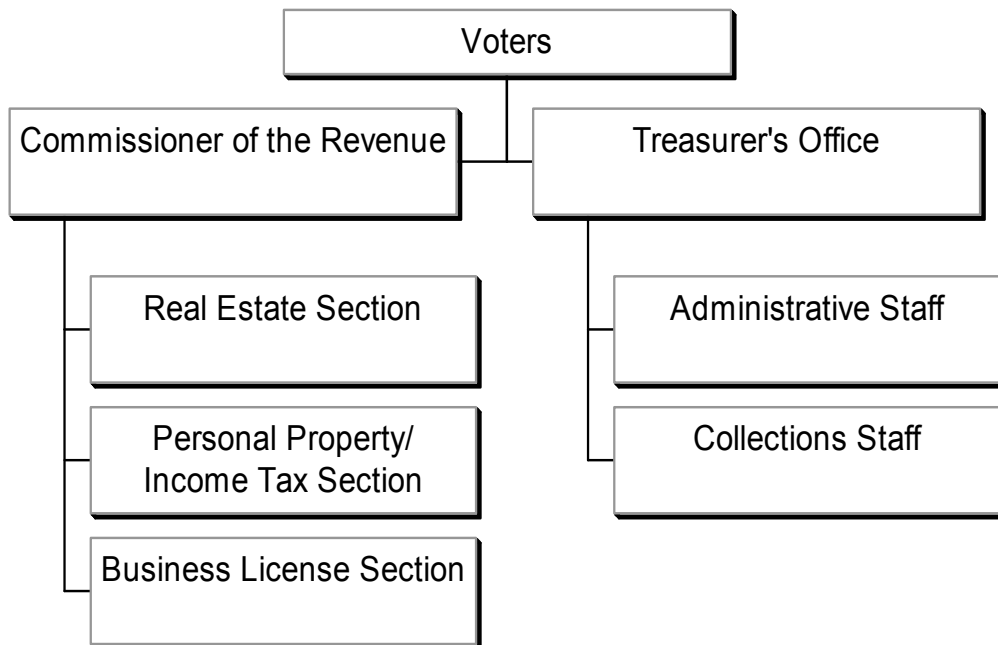 Voters
Commissioner of the Revenue
Treasurer's Office
Real Estate Section
Administrative Staff
Personal Property/
Income Tax Section
Collections Staff
Business License Section